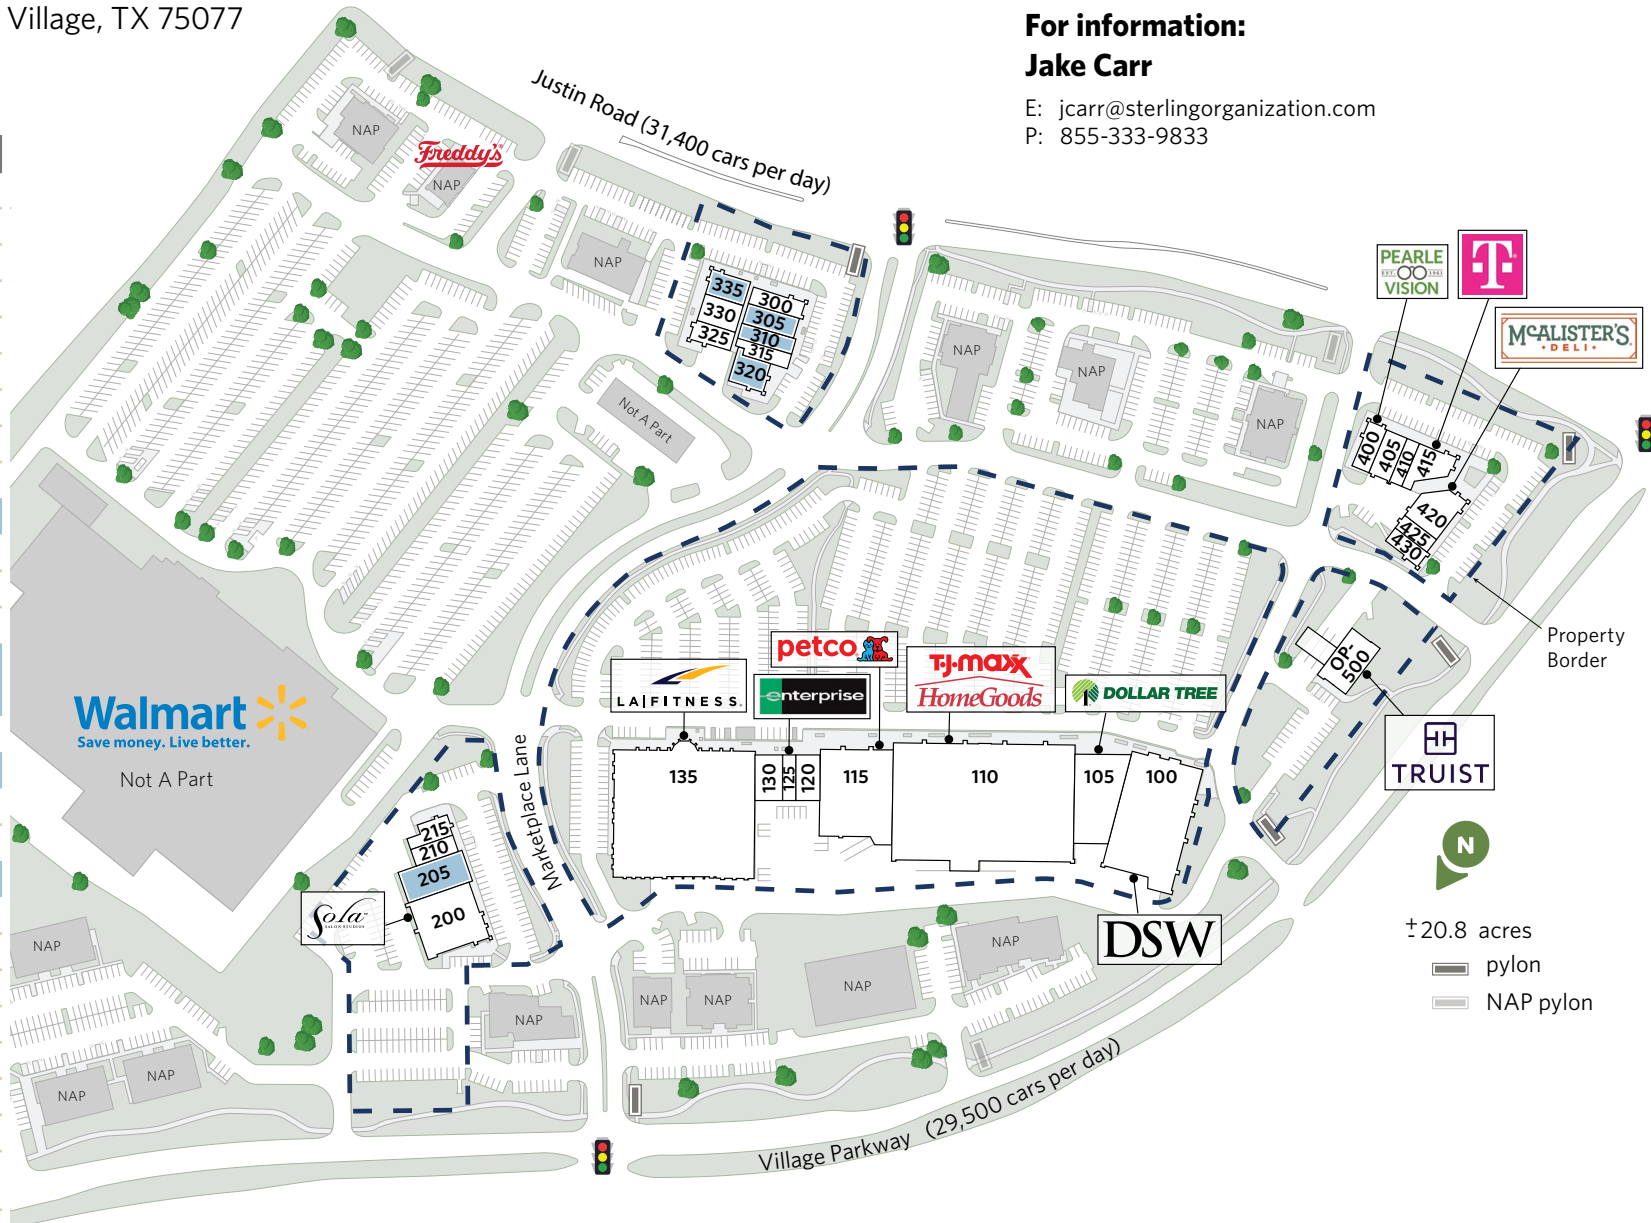 Village, TX 75077
For information:
Jake Carr
E: jcarr@sterlingorganization.com
P: 855-333-9833
Justin Road (31,400 cars per day)
NAP
Freddy's
NAP
NAP
335
330
325
300
305
310
315
320
Not A Part
NAP
NAP
NAP
PEARLE
EST. 1961
VISION
T
McALISTER'S
• DELI •
400
405
410
415
420
425
430
Property
Border
OP-
500
TRUIST
petco
LA|FITNESS
enterprise
T.J.maxx
HomeGoods
DOLLAR TREE
135
130
125
120
115
110
105
100
DSW
Walmart
Save money. Live better.
Not A Part
Marketplace Lane
215
210
205
200
Sola
SALON STUDIOS
N
±20.8 acres
pylon
NAP pylon
NAP
NAP
NAP
NAP
NAP
NAP
NAP
NAP
Village Parkway (29,500 cars per day)